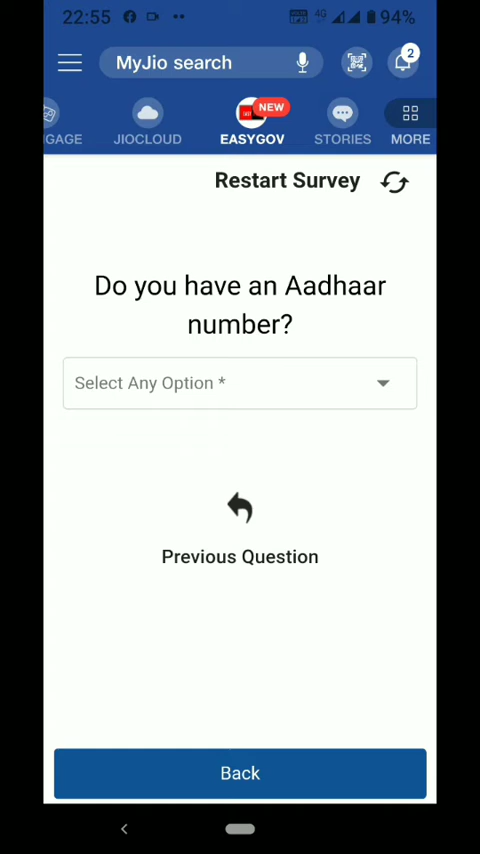 22:55 4G 94%
MyJio search 2
NEW
GAGE JIOCLOUD EASYGOV STORIES MORE
Restart Survey
Do you have an Aadhaar
number?
Select Any Option *
Previous Question
Back